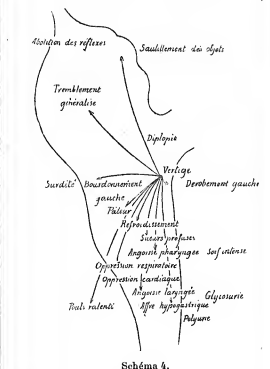 Abolition des réflexes
Sautillement des objets
Tremblement
généralisé
Diplopie
Vertige
Surdité Bourdonnement
gauche
Dérobement gauche
Pâleur
Refroidissement
Sueurs profuses
Angoisse pharyngée Soif intense
Oppression respiratoire
Oppression cardiaque
Angoisse laryngée Glycosurie
Pouls ralenti Affre hypogastrique
Polyurie
Schéma 4.